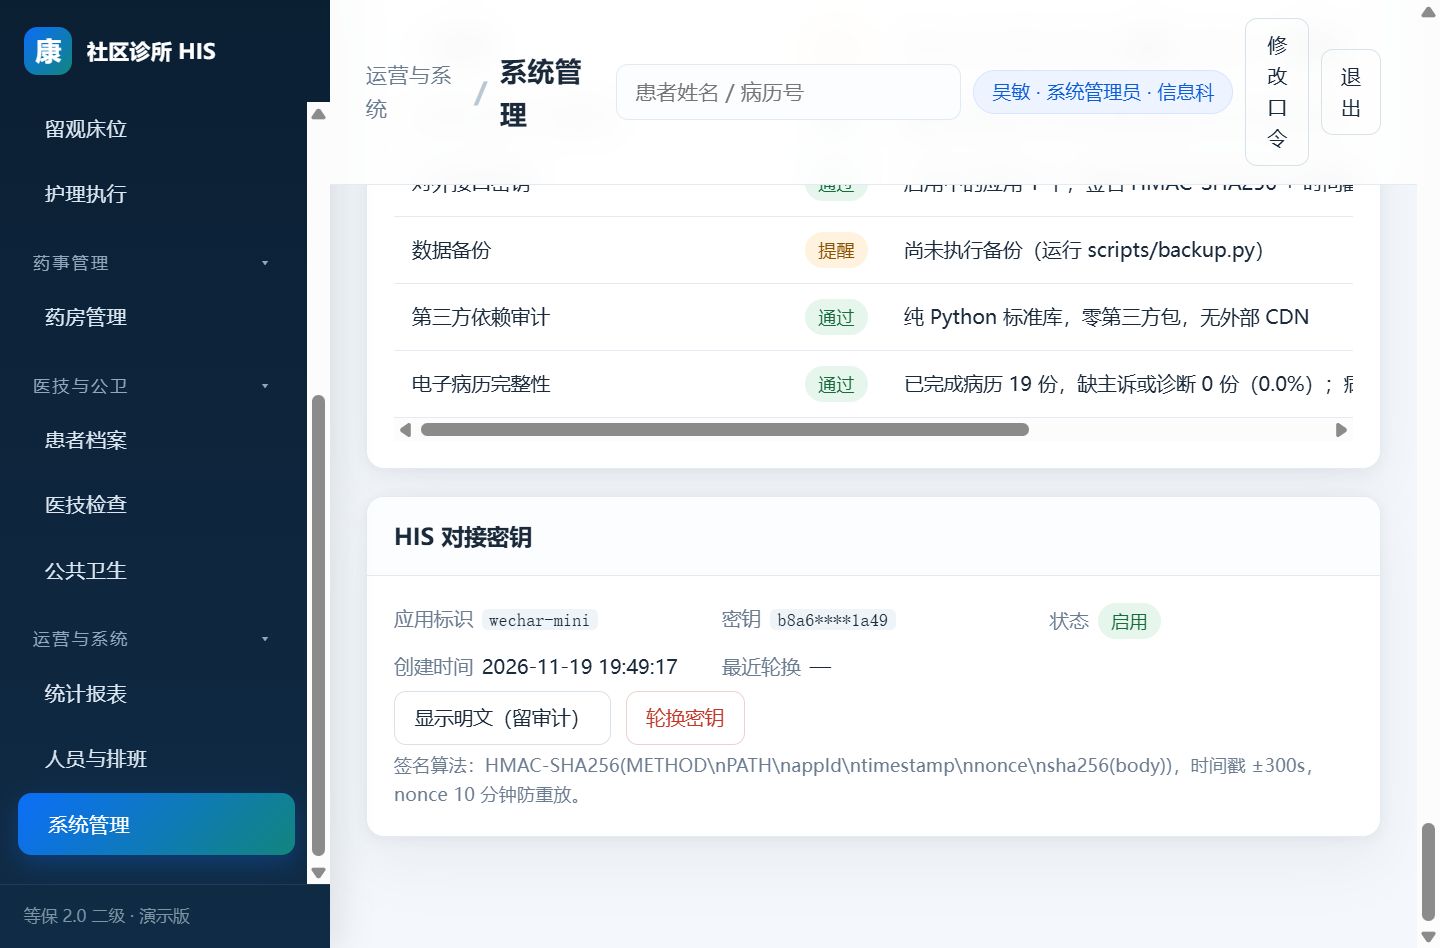 康 社区诊所 HIS
留观床位
护理执行
药事管理
药房管理
医技与公卫
患者档案
医技检查
公共卫生
运营与系统
统计报表
人员与排班
系统管理
等保 2.0 二级 · 演示版
运营与系
统
/
系统管
理
患者姓名 / 病历号
吴敏 · 系统管理员 · 信息科
修
改
口
令
退
出
数据备份 提醒 尚未执行备份（运行 scripts/backup.py）
第三方依赖审计 通过 纯 Python 标准库，零第三方包，无外部 CDN
电子病历完整性 通过 已完成病历 19 份，缺主诉或诊断 0 份（0.0%）；
HIS 对接密钥
应用标识 wechar-mini 密钥 b8a6****1a49 状态 启用
创建时间 2026-11-19 19:49:17 最近轮换 —
显示明文（留审计） 轮换密钥
签名算法：HMAC-SHA256(METHOD\nPATH\nappId\ntimestamp\nnonce\nsha256(body))，时间戳 ±300s，
nonce 10 分钟防重放。